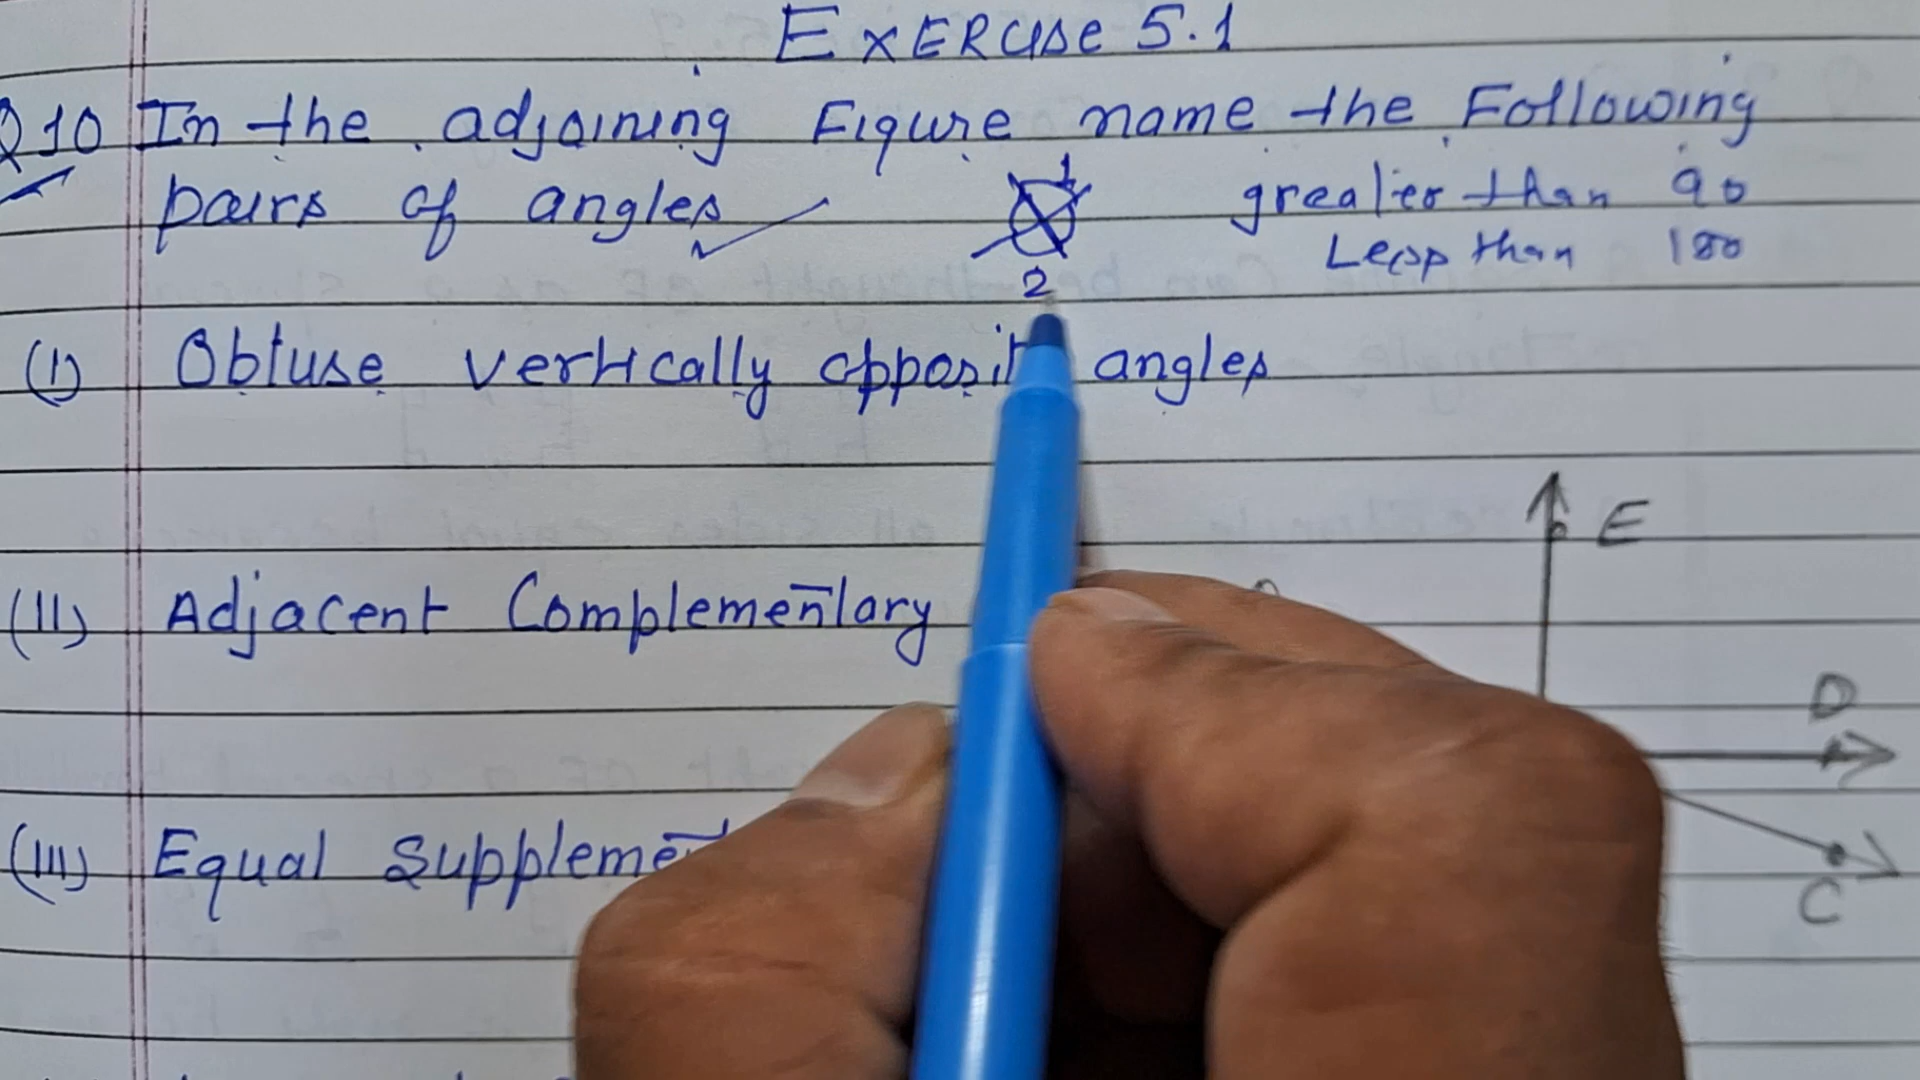 EXERCISE 5.1
Q10 In the adjoining Figure name the Following
pairs of angles
1
2
greater than 90
Less than 180
(I) Obtuse vertically opposit angles
(II) Adjacent Complementary
(III) Equal
E
D
C